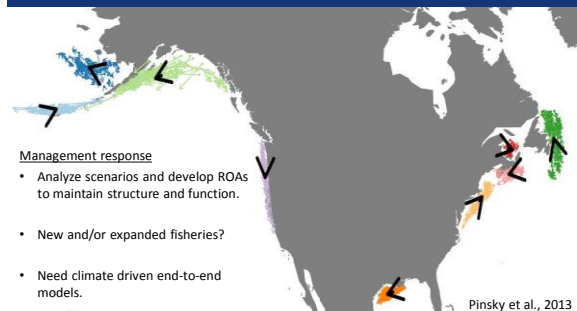 Management response
• Analyze scenarios and develop ROAs
to maintain structure and function.
• New and/or expanded fisheries?
• Need climate driven end-to-end
models.
Pinsky et al., 2013